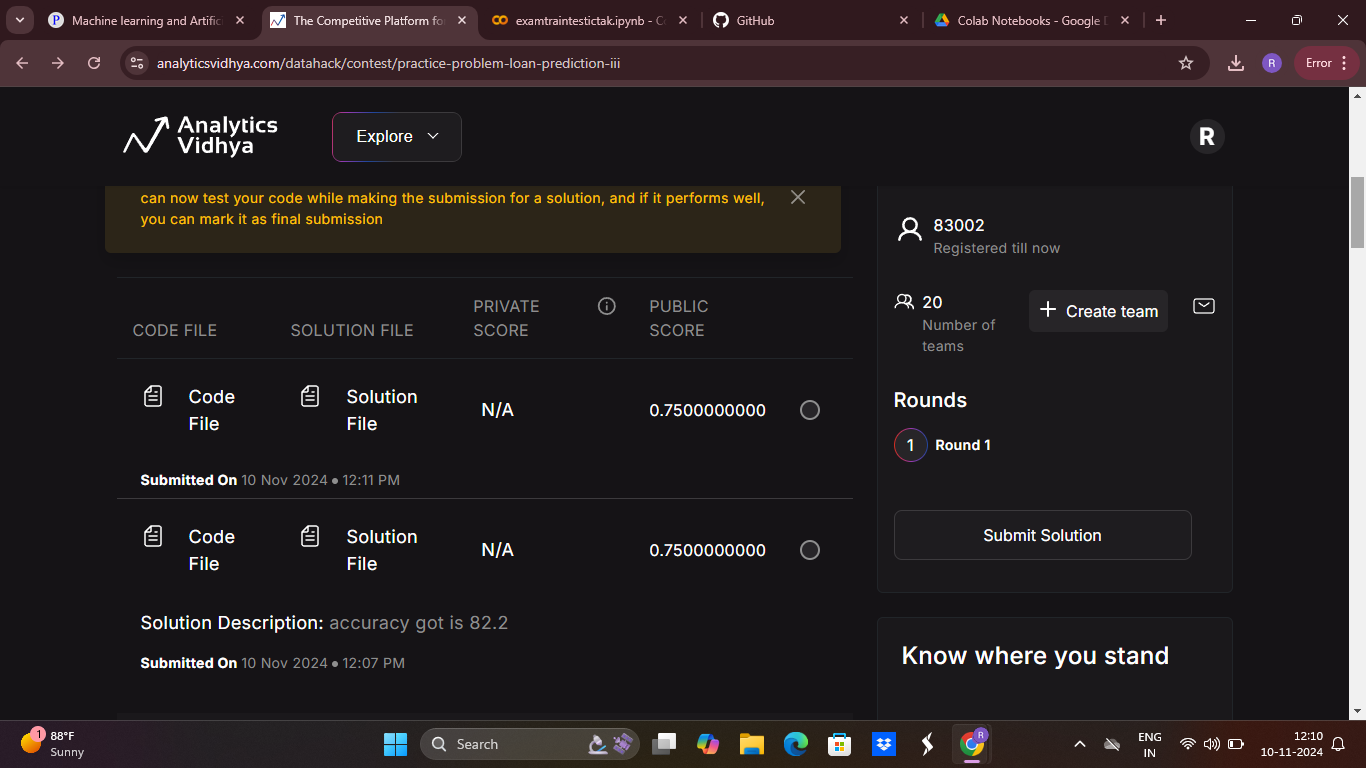 Machine learning and Artific
The Competitive Platform fo
examtraintestictak.ipynb - Co
GitHub
Colab Notebooks - Google D
analyticsvidhya.com/datahack/contest/practice-problem-loan-prediction-iii
R
Error
Analytics
Vidhya
Explore
R
can now test your code while making the submission for a solution, and if it performs well,
you can mark it as final submission
CODE FILE
SOLUTION FILE
PRIVATE
SCORE
PUBLIC
SCORE
Code
File
Solution
File
N/A
0.7500000000
Submitted On 10 Nov 2024 • 12:11 PM
Code
File
Solution
File
N/A
0.7500000000
Solution Description: accuracy got is 82.2
Submitted On 10 Nov 2024 • 12:07 PM
83002
Registered till now
20
Number of
teams
Create team
Rounds
1 Round 1
Submit Solution
Know where you stand
1
88°F
Sunny
Search
R
ENG
IN
12:10
10-11-2024